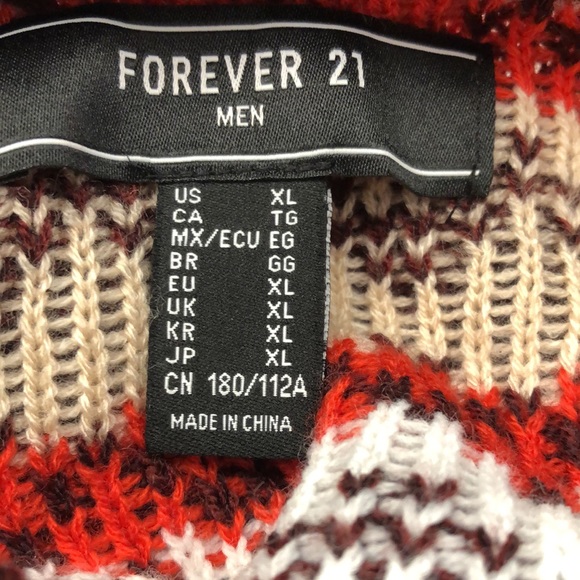 FOREVER 21
MEN
US XL
CA TG
MX/ECU EG
BR GG
EU XL
UK XL
KR XL
JP XL
CN 180/112A
MADE IN CHINA